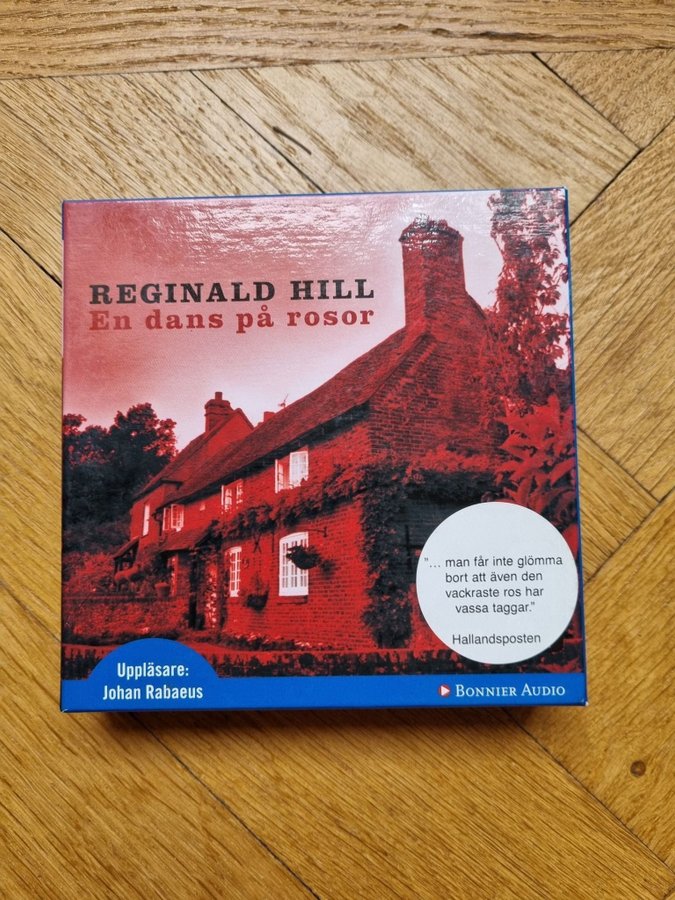 REGINALD HILL
En dans på rosor
"... man får inte glömma
bort att även den
vackraste ros har
vassa taggar."
Hallandsposten
Uppläsare:
Johan Rabaeus
BONNIER AUDIO